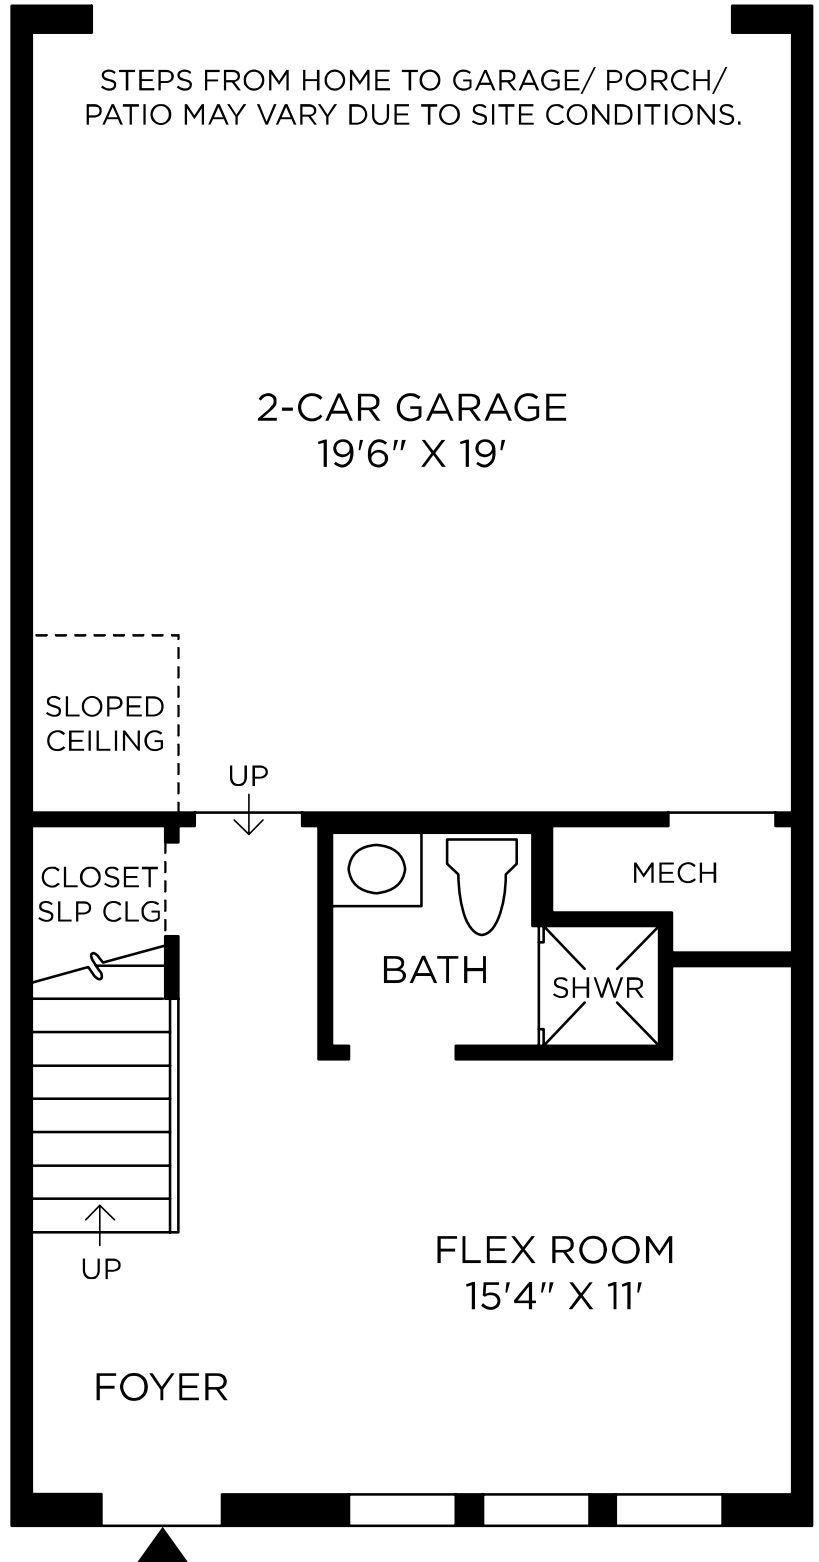 STEPS FROM HOME TO GARAGE/ PORCH/
PATIO MAY VARY DUE TO SITE CONDITIONS.
2-CAR GARAGE
19'6" X 19'
SLOPED
CEILING
UP
CLOSET
SLP CLG
MECH
BATH
SHWR
UP
FLEX ROOM
15'4" X 11'
FOYER